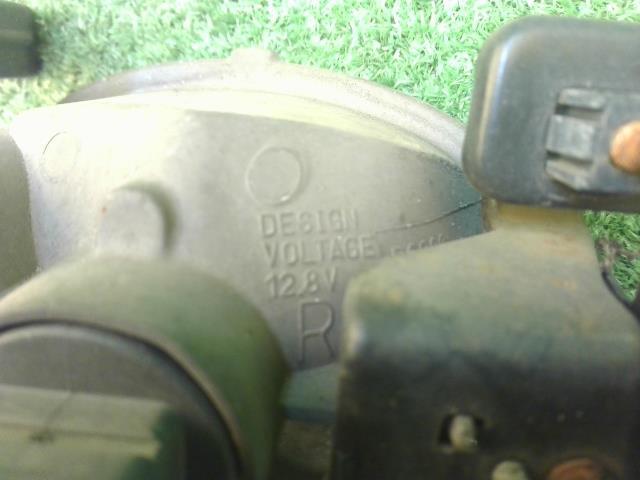 DESIGN
VOLTAGE
12.8V
R